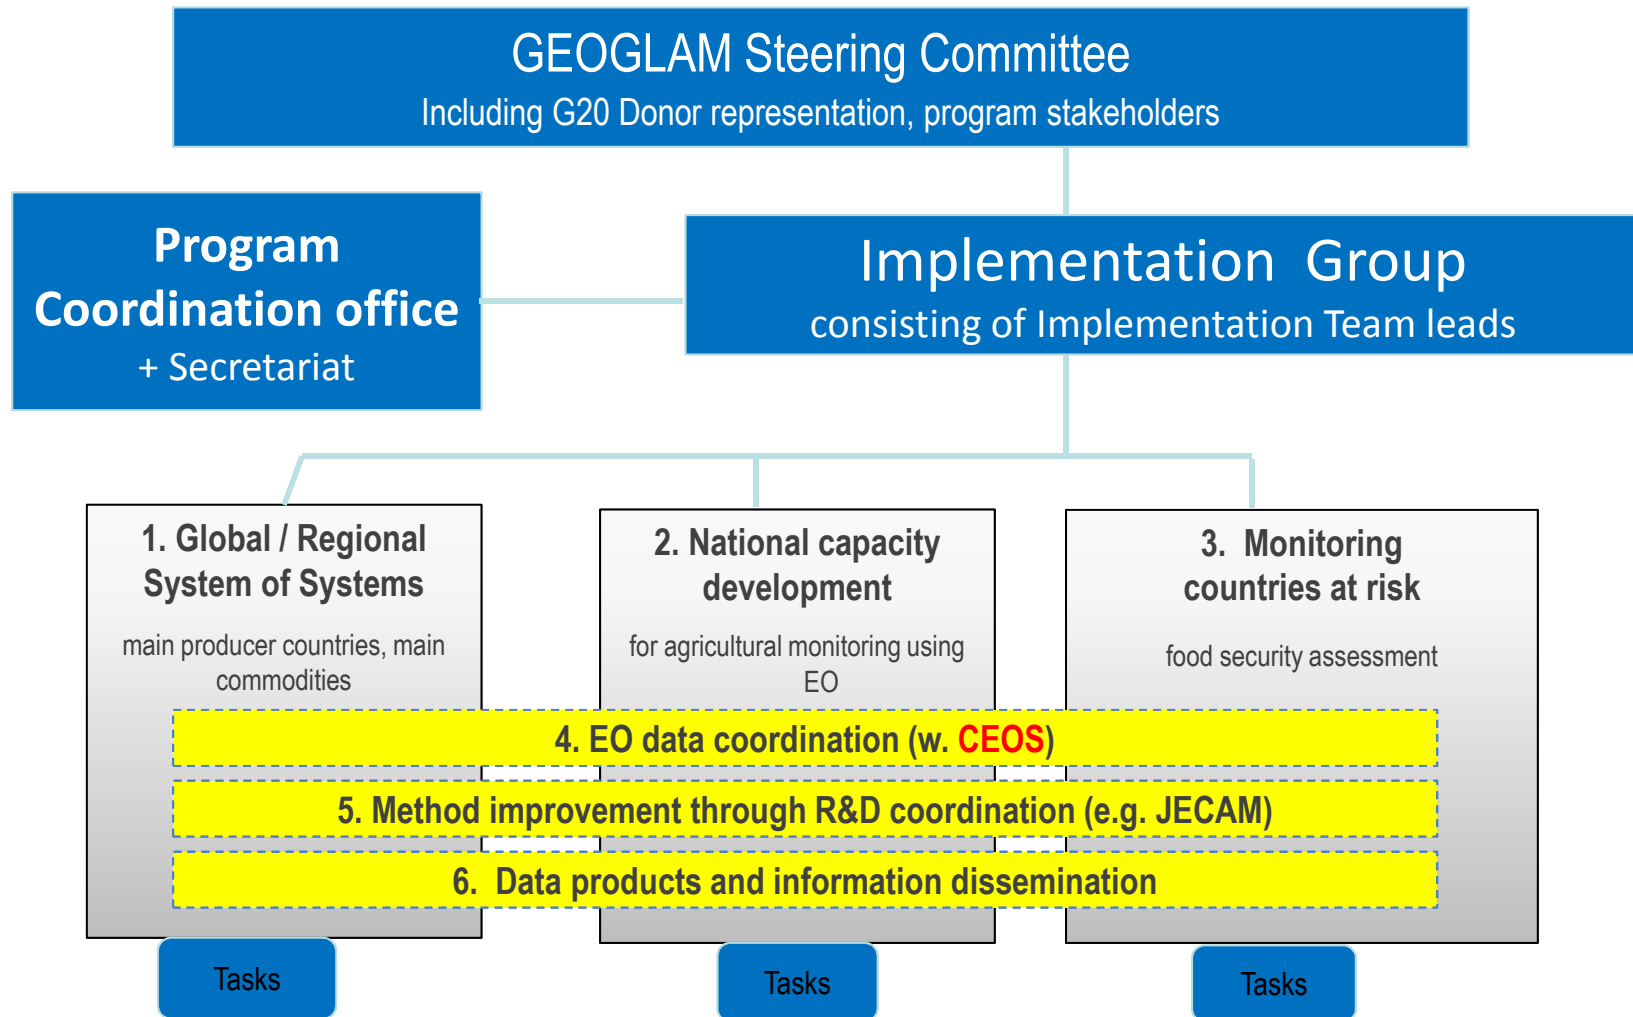 GEOGLAM Steering Committee
Including G20 Donor representation, program stakeholders
Program
Coordination office
+ Secretariat
Implementation Group
consisting of Implementation Team leads
1. Global / Regional
System of Systems
main producer countries, main
commodities
2. National capacity
development
for agricultural monitoring using
EO
3. Monitoring
countries at risk
food security assessment
4. EO data coordination (w. CEOS)
5. Method improvement through R&D coordination (e.g. JECAM)
6. Data products and information dissemination
Tasks
Tasks
Tasks